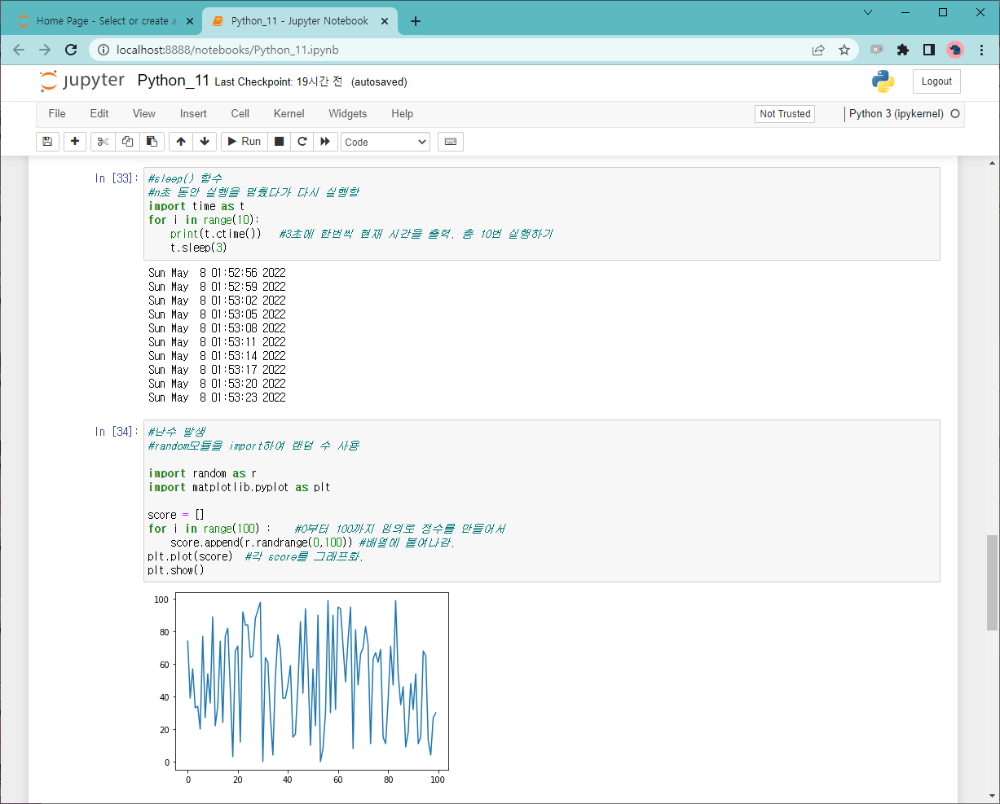 Home Page - Select or create a
Python_11 - Jupyter Notebook
localhost:8888/notebooks/Python_11.ipynb
jupyter Python_11 Last Checkpoint: 19시간 전 (autosaved)
Logout
File Edit View Insert Cell Kernel Widgets Help
Not Trusted
Python 3 (ipykernel)
Run
Code
In [33]:
#sleep() 함수
#n초 동안 실행을 멈췄다가 다시 실행함
import time as t
for i in range(10):
    print(t.ctime())   #3초에 한번씩 현재 시간을 출력. 총 10번 실행하기
    t.sleep(3)
Sun May  8 01:52:56 2022
Sun May  8 01:52:59 2022
Sun May  8 01:53:02 2022
Sun May  8 01:53:05 2022
Sun May  8 01:53:08 2022
Sun May  8 01:53:11 2022
Sun May  8 01:53:14 2022
Sun May  8 01:53:17 2022
Sun May  8 01:53:20 2022
Sun May  8 01:53:23 2022
In [34]:
#난수 발생
#random모듈을 import하여 랜덤 수 사용
import random as r
import matplotlib.pyplot as plt
score = []
for i in range(100) :    #0부터 100까지 임의로 정수를 만들어서
    score.append(r.randrange(0,100)) #배열에 붙여나감.
plt.plot(score)  #각 score를 그래프화.
plt.show()
100
80
60
40
20
0
0 20 40 60 80 100